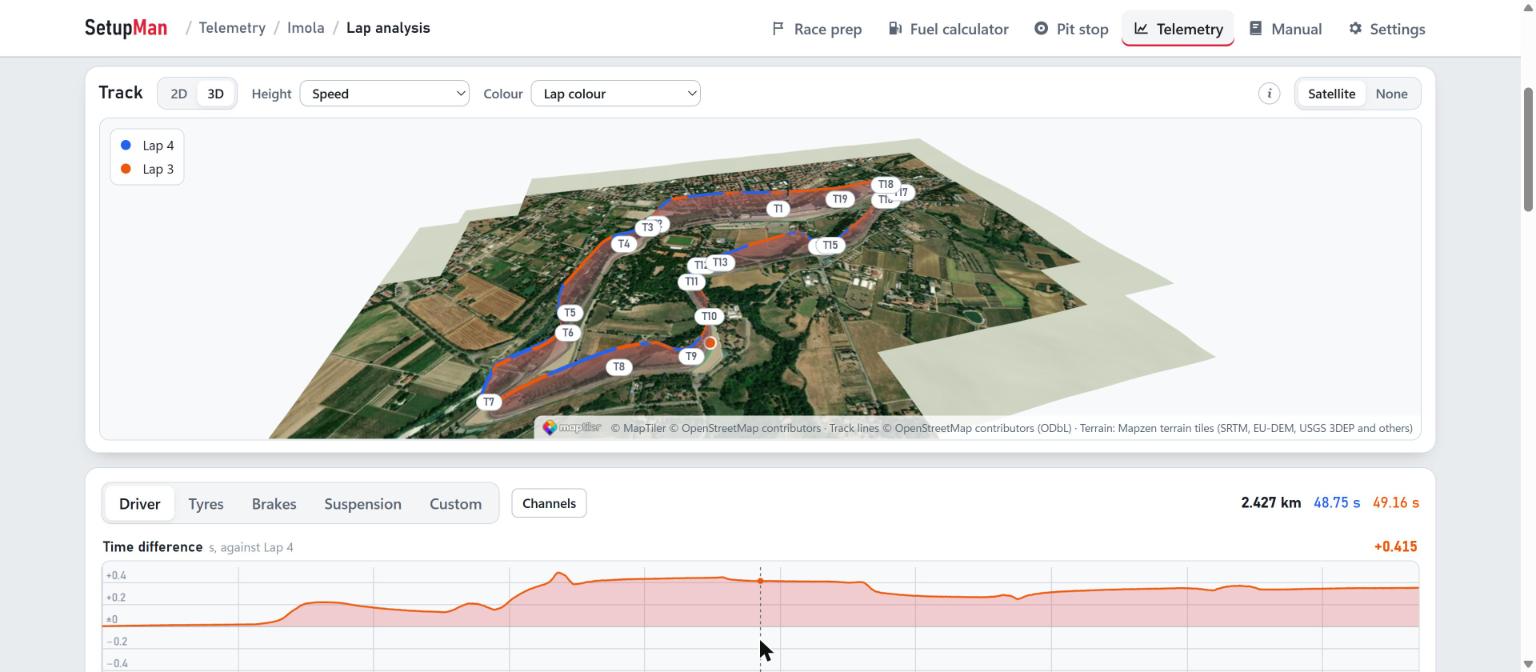 SetupMan / Telemetry / Imola / Lap analysis
Race prep
Fuel calculator
Pit stop
Telemetry
Manual
Settings
Track
2D
3D
Height
Speed
Colour
Lap colour
i
Satellite
None
Lap 4
Lap 3
T18
T19
T1
T3
T4
T15
T13
T11
T10
T5
T6
T9
T8
T7
maptiler
© MapTiler © OpenStreetMap contributors · Track lines © OpenStreetMap contributors (ODbL) · Terrain: Mapzen terrain tiles (SRTM, EU-DEM, USGS 3DEP and others)
Driver
Tyres
Brakes
Suspension
Custom
Channels
2.427 km
48.75 s
49.16 s
Time difference s, against Lap 4
+0.415
+0.4
+0.2
±0
−0.2
−0.4